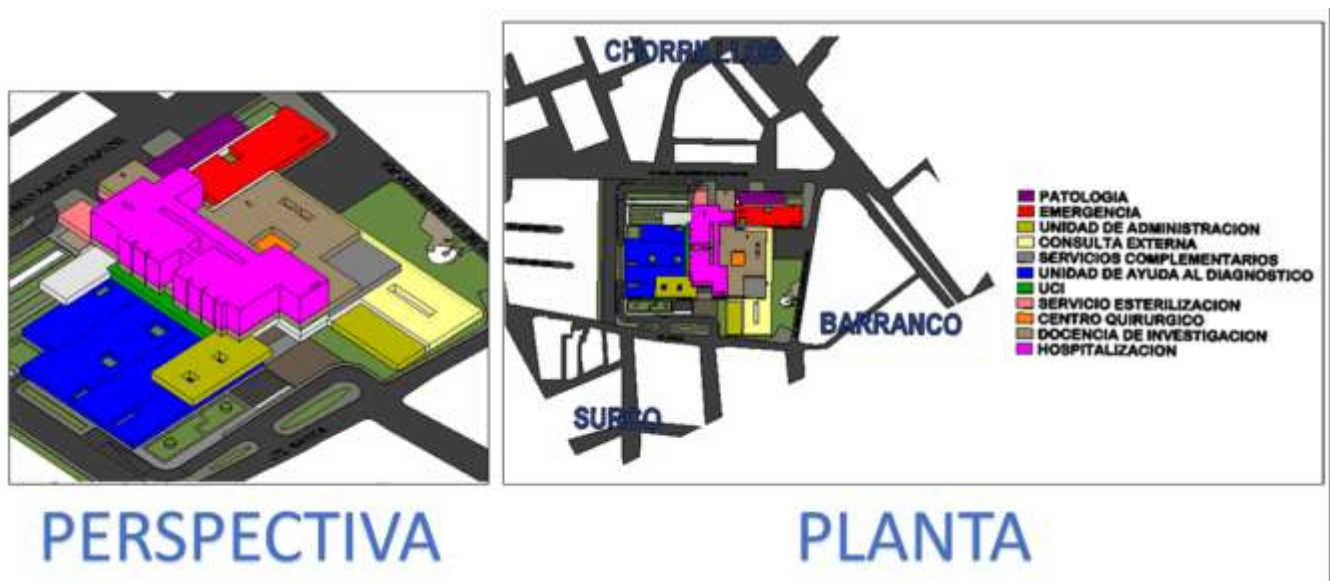 CHORRILLOS
BARRANCO
SURCO
PATOLOGIA
EMERGENCIA
UNIDAD DE ADMINISTRACION
CONSULTA EXTERNA
SERVICIOS COMPLEMENTARIOS
UNIDAD DE AYUDA AL DIAGNOSTICO
UCI
SERVICIO ESTERILIZACION
CENTRO QUIRURGICO
DOCENCIA DE INVESTIGACION
HOSPITALIZACION
PERSPECTIVA
PLANTA